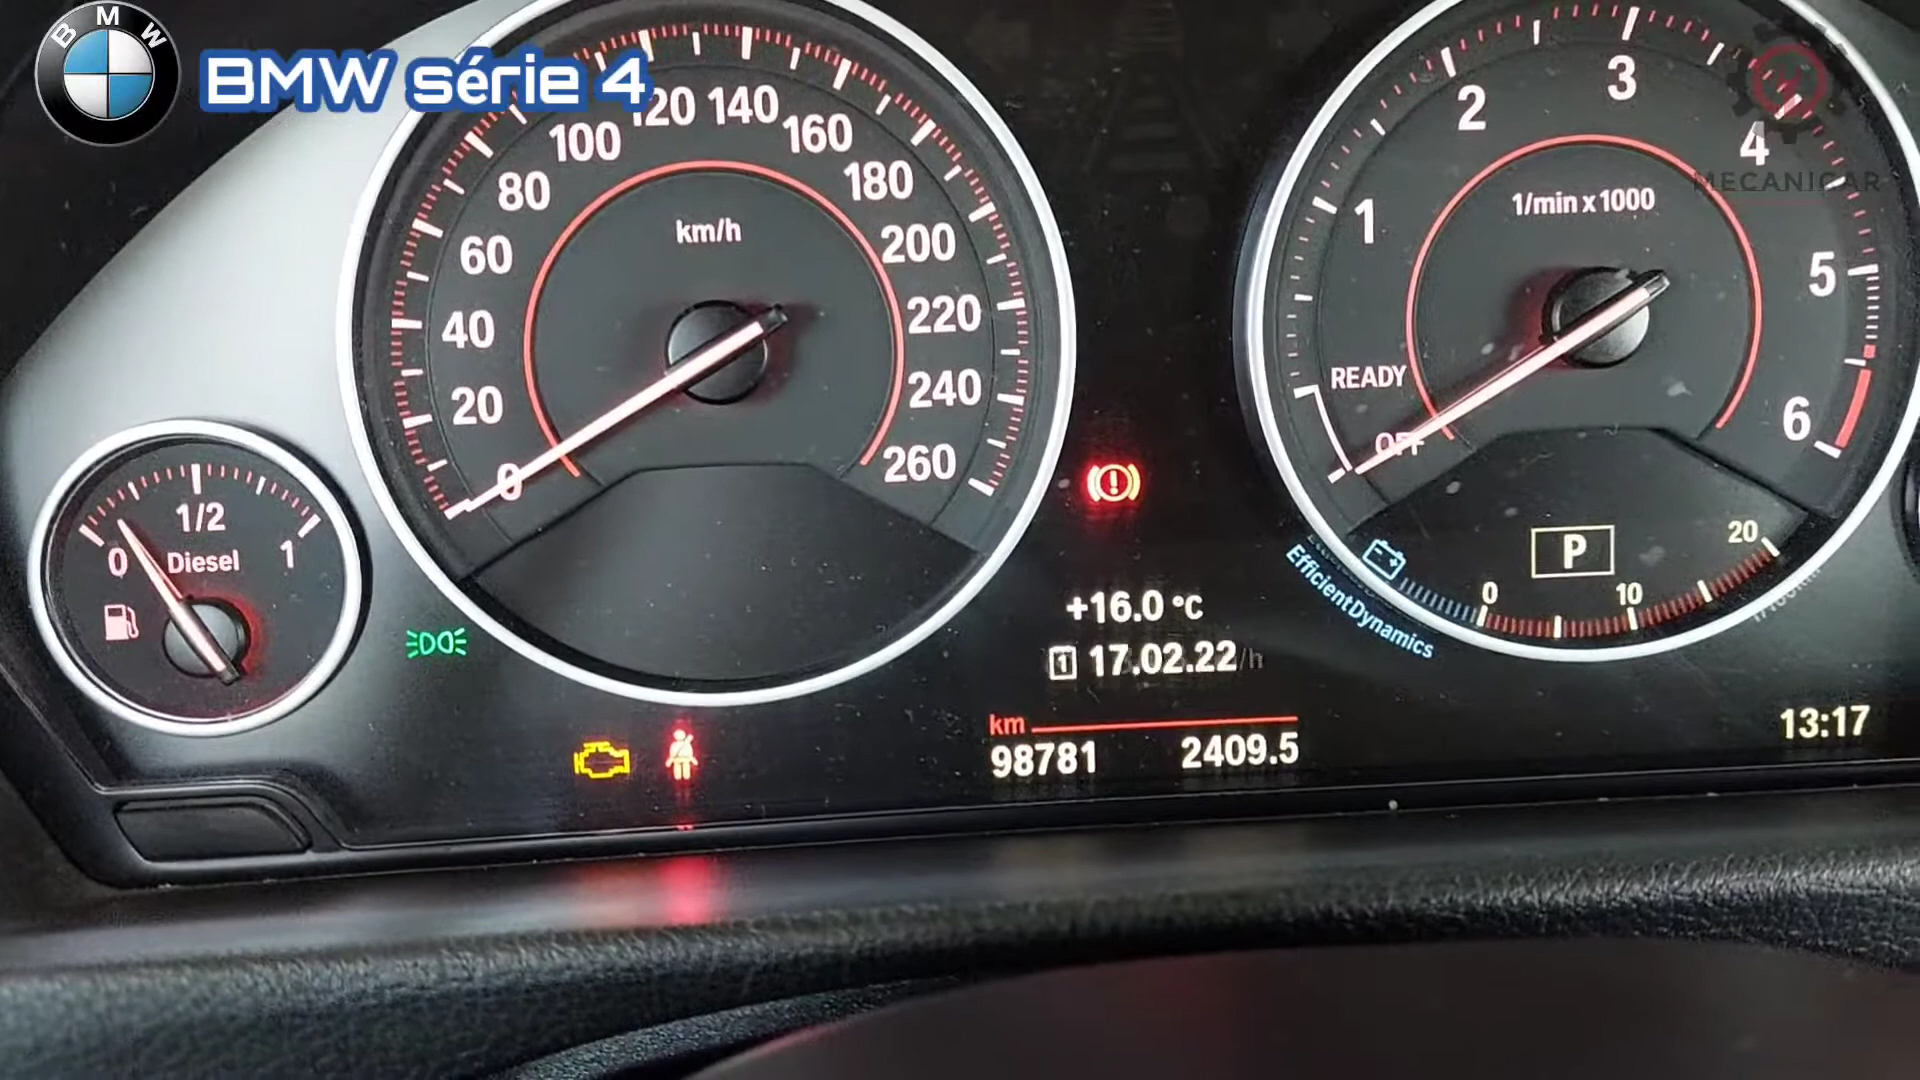 BMW
BMW série 4
20 40 60 80 100 120 140 160 180 200 220 240 260
km/h
0
1 2 3 4 5 6
1/min x 1000
READY
OFF
MECANICAR
0 1/2 1
Diesel
P
0 10 20
EfficientDynamics
+16.0 °C
1 17.02.22
km
98781 2409.5
13:17